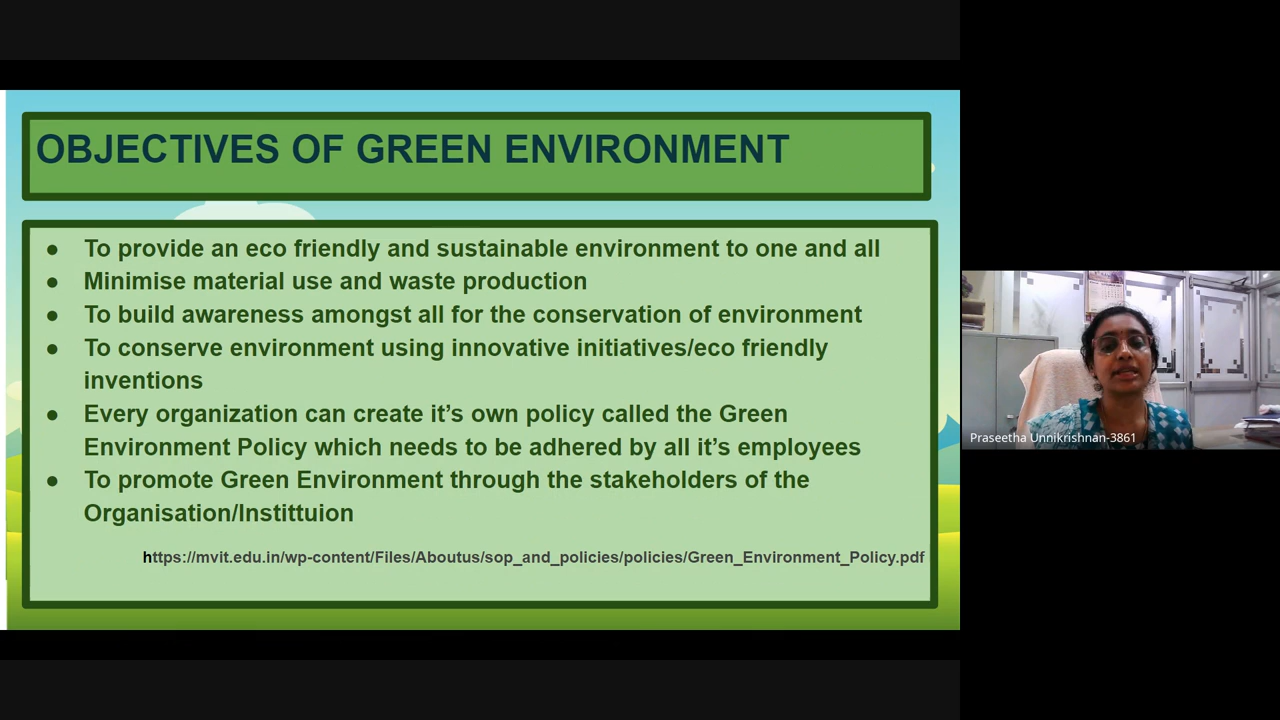 OBJECTIVES OF GREEN ENVIRONMENT
● To provide an eco friendly and sustainable environment to one and all
● Minimise material use and waste production
● To build awareness amongst all for the conservation of environment
● To conserve environment using innovative initiatives/eco friendly
inventions
● Every organization can create it’s own policy called the Green
Environment Policy which needs to be adhered by all it’s employees
● To promote Green Environment through the stakeholders of the
Organisation/Instittuion
https://mvit.edu.in/wp-content/Files/Aboutus/sop_and_policies/policies/Green_Environment_Policy.pdf
Praseetha Unnikrishnan-3861